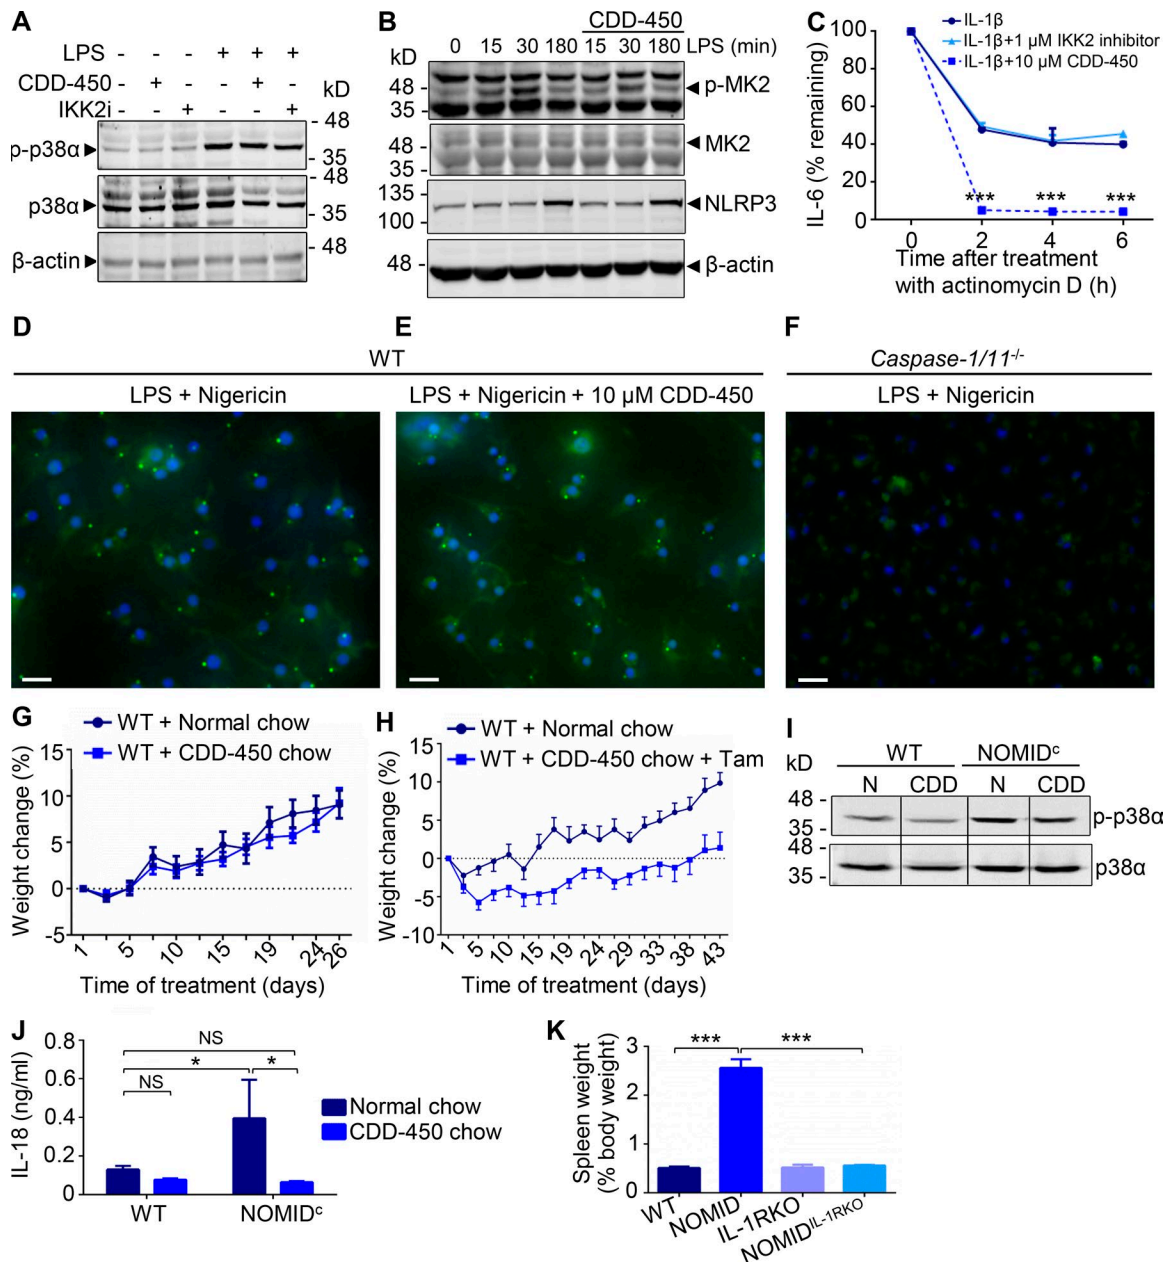 A
LPS - - - + + +
CDD-450 - + - - + -
IKK2i - - + - - +
kD
p-p38α
- 48
- 35
p38α
- 48
- 35
β-actin
- 48
B
CDD-450
kD 0 15 30 180 15 30 180 LPS (min)
48 -
35 -
p-MK2
48 -
35 -
MK2
135 -
100 -
NLRP3
48 -
β-actin
C
IL-1β
IL-1β+1 µM IKK2 inhibitor
IL-1β+10 µM CDD-450
IL-6 (% remaining)
100
80
60
40
20
0
*** *** ***
0 2 4 6
Time after treatment
with actinomycin D (h)
D E F
WT
Caspase-1/11-/-
LPS + Nigericin
LPS + Nigericin + 10 µM CDD-450
LPS + Nigericin
G
WT + Normal chow
WT + CDD-450 chow
Weight change (%)
15
10
5
0
-5
1 5 10 15 19 24 26
Time of treatment (days)
H
WT + Normal chow
WT + CDD-450 chow + Tam
Weight change (%)
15
10
5
0
-5
-10
1 5 10 15 19 24 29 33 38 43
Time of treatment (days)
I
kD
WT NOMIDc
N CDD N CDD
48 -
35 -
p-p38α
48 -
35 -
p38α
J
IL-18 (ng/ml)
0.8
0.6
0.4
0.2
0
NS
* *
NS
Normal chow
CDD-450 chow
WT NOMIDc
K
Spleen weight
(% body weight)
3
2
1
0
*** ***
WT
NOMID
IL-1RKO
NOMIDIL-1RKO